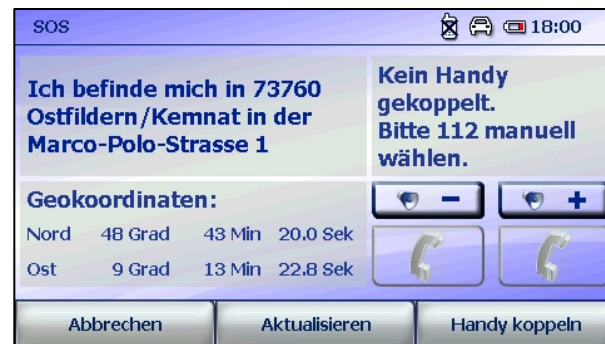 SOS 18:00
Ich befinde mich in 73760
Ostfildern/Kemnat in der
Marco-Polo-Strasse 1
Kein Handy
gekoppelt.
Bitte 112 manuell
wählen.
Geokoordinaten:
Nord 48 Grad 43 Min 20.0 Sek
Ost 9 Grad 13 Min 22.8 Sek
− +
Abbrechen Aktualisieren Handy koppeln